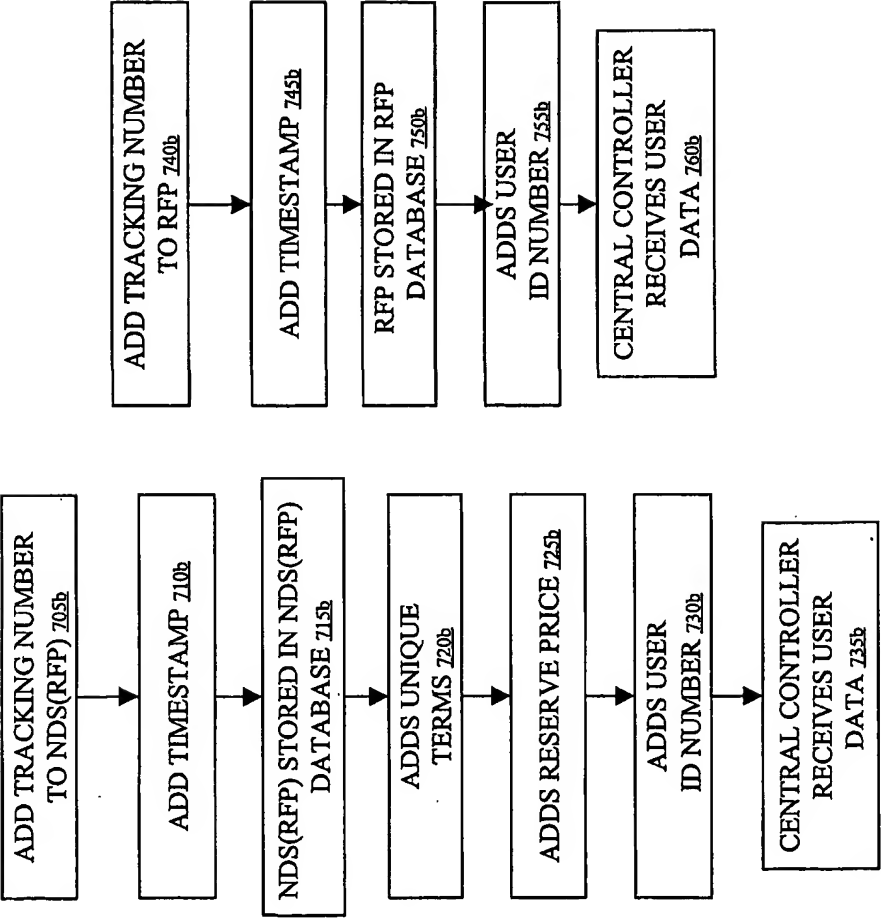 ADD TRACKING NUMBER
TO NDS(RFP) 705b
ADD TIMESTAMP 710b
NDS(RFP) STORED IN NDS(RFP)
DATABASE 715b
ADDS UNIQUE
TERMS 720b
ADDS RESERVE PRICE 725b
ADDS USER
ID NUMBER 730b
CENTRAL CONTROLLER
RECEIVES USER
DATA 735b
ADD TRACKING NUMBER
TO RFP 740b
ADD TIMESTAMP 745b
RFP STORED IN RFP
DATABASE 750b
ADDS USER
ID NUMBER 755b
CENTRAL CONTROLLER
RECEIVES USER
DATA 760b